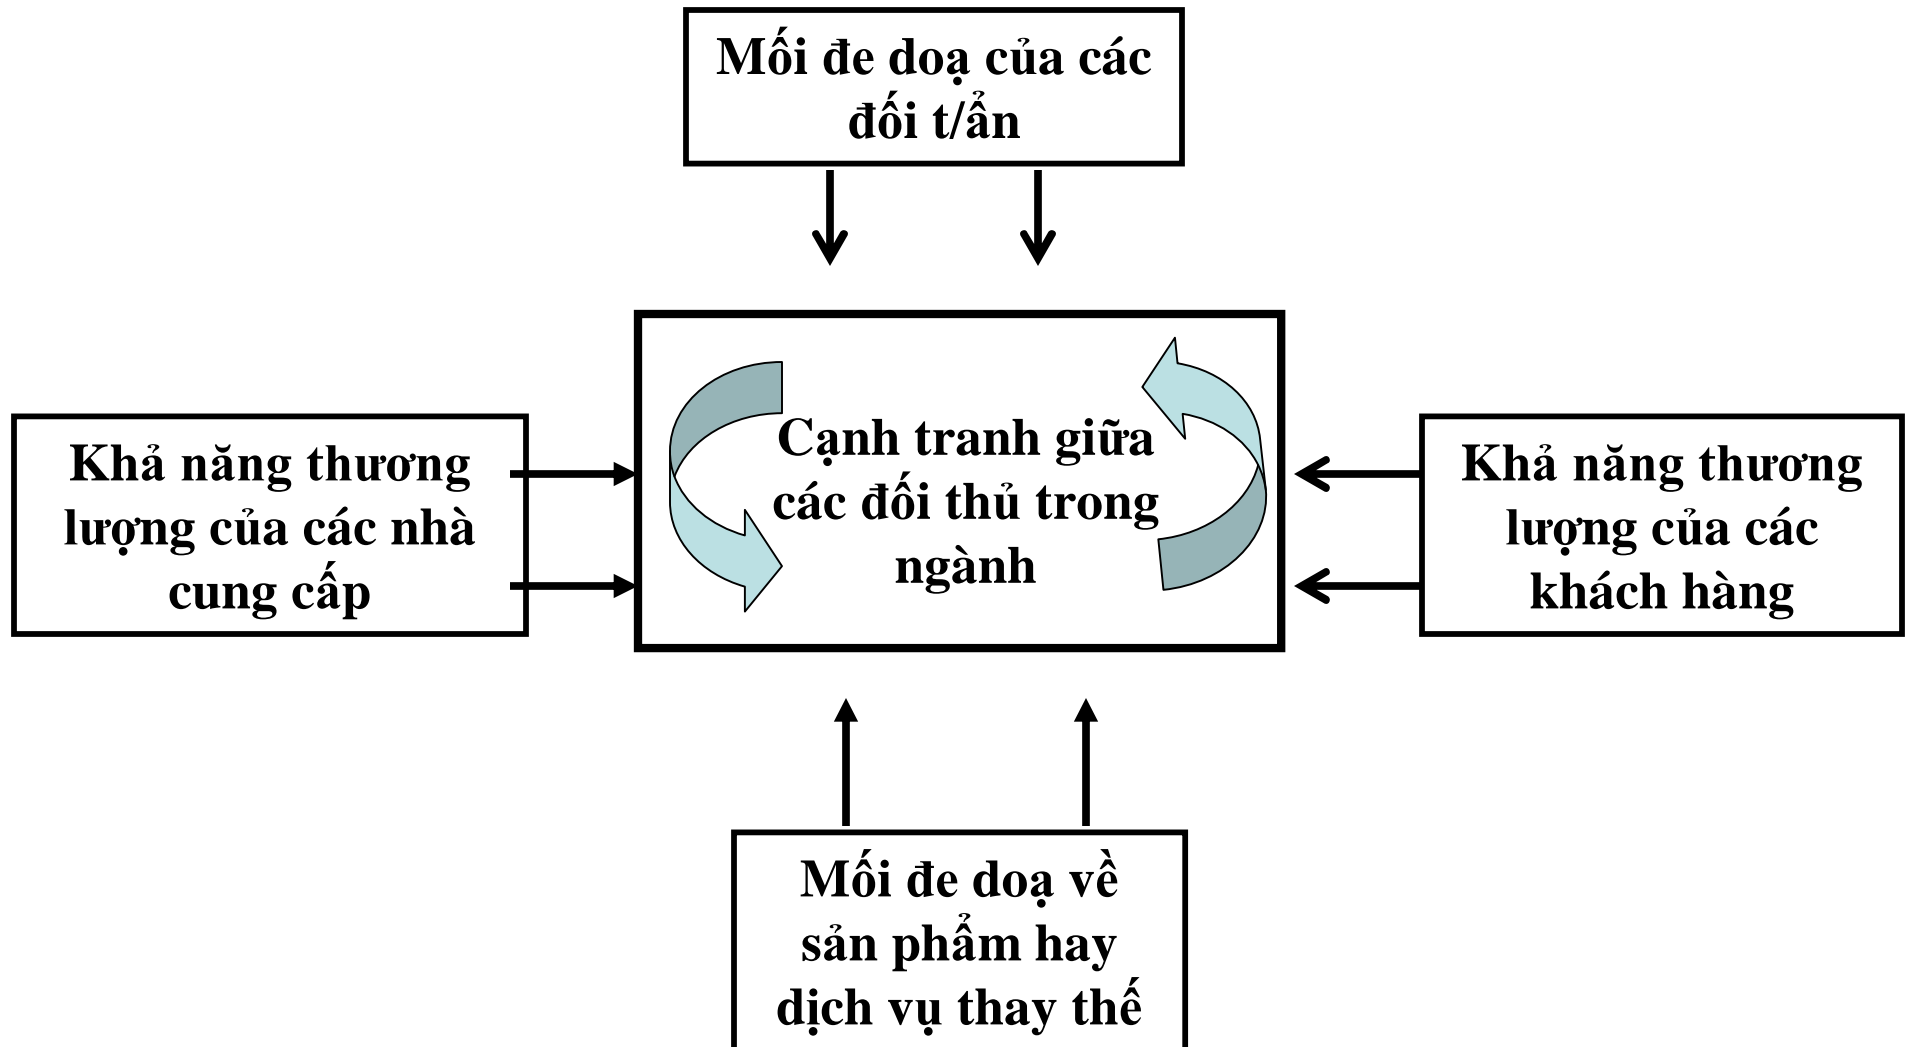 Mối đe doạ của các
đối t/ẩn
Cạnh tranh giữa
các đối thủ trong
ngành
Khả năng thương
lượng của các nhà
cung cấp
Khả năng thương
lượng của các
khách hàng
Mối đe doạ về
sản phẩm hay
dịch vụ thay thế